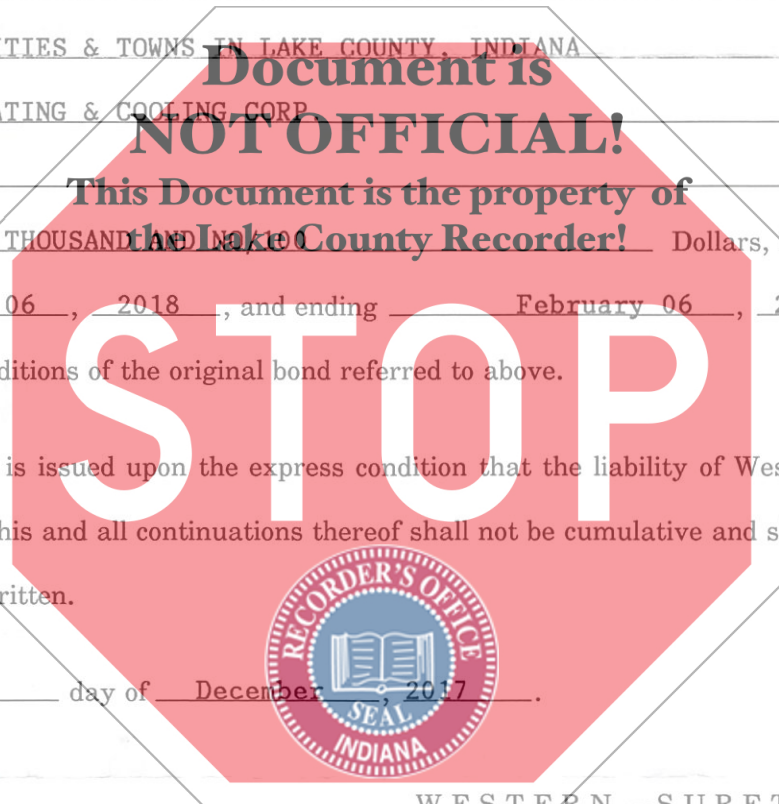 ITIES & TOWNS IN LAKE COUNTY, INDIANA
Document is
ATING & COOLING CORP.
NOT OFFICIAL!
This Document is the property of
the Lake County Recorder!
THOUSAND AND NO/100 Dollars,
06 , 2018 , and ending February 06 , 2
STOP
ditions of the original bond referred to above.
is issued upon the express condition that the liability of Wes
his and all continuations thereof shall not be cumulative and s
ritten.
RECORDER'S OFFICE
day of December , 2017 .
SEAL
INDIANA
WESTERN SURET